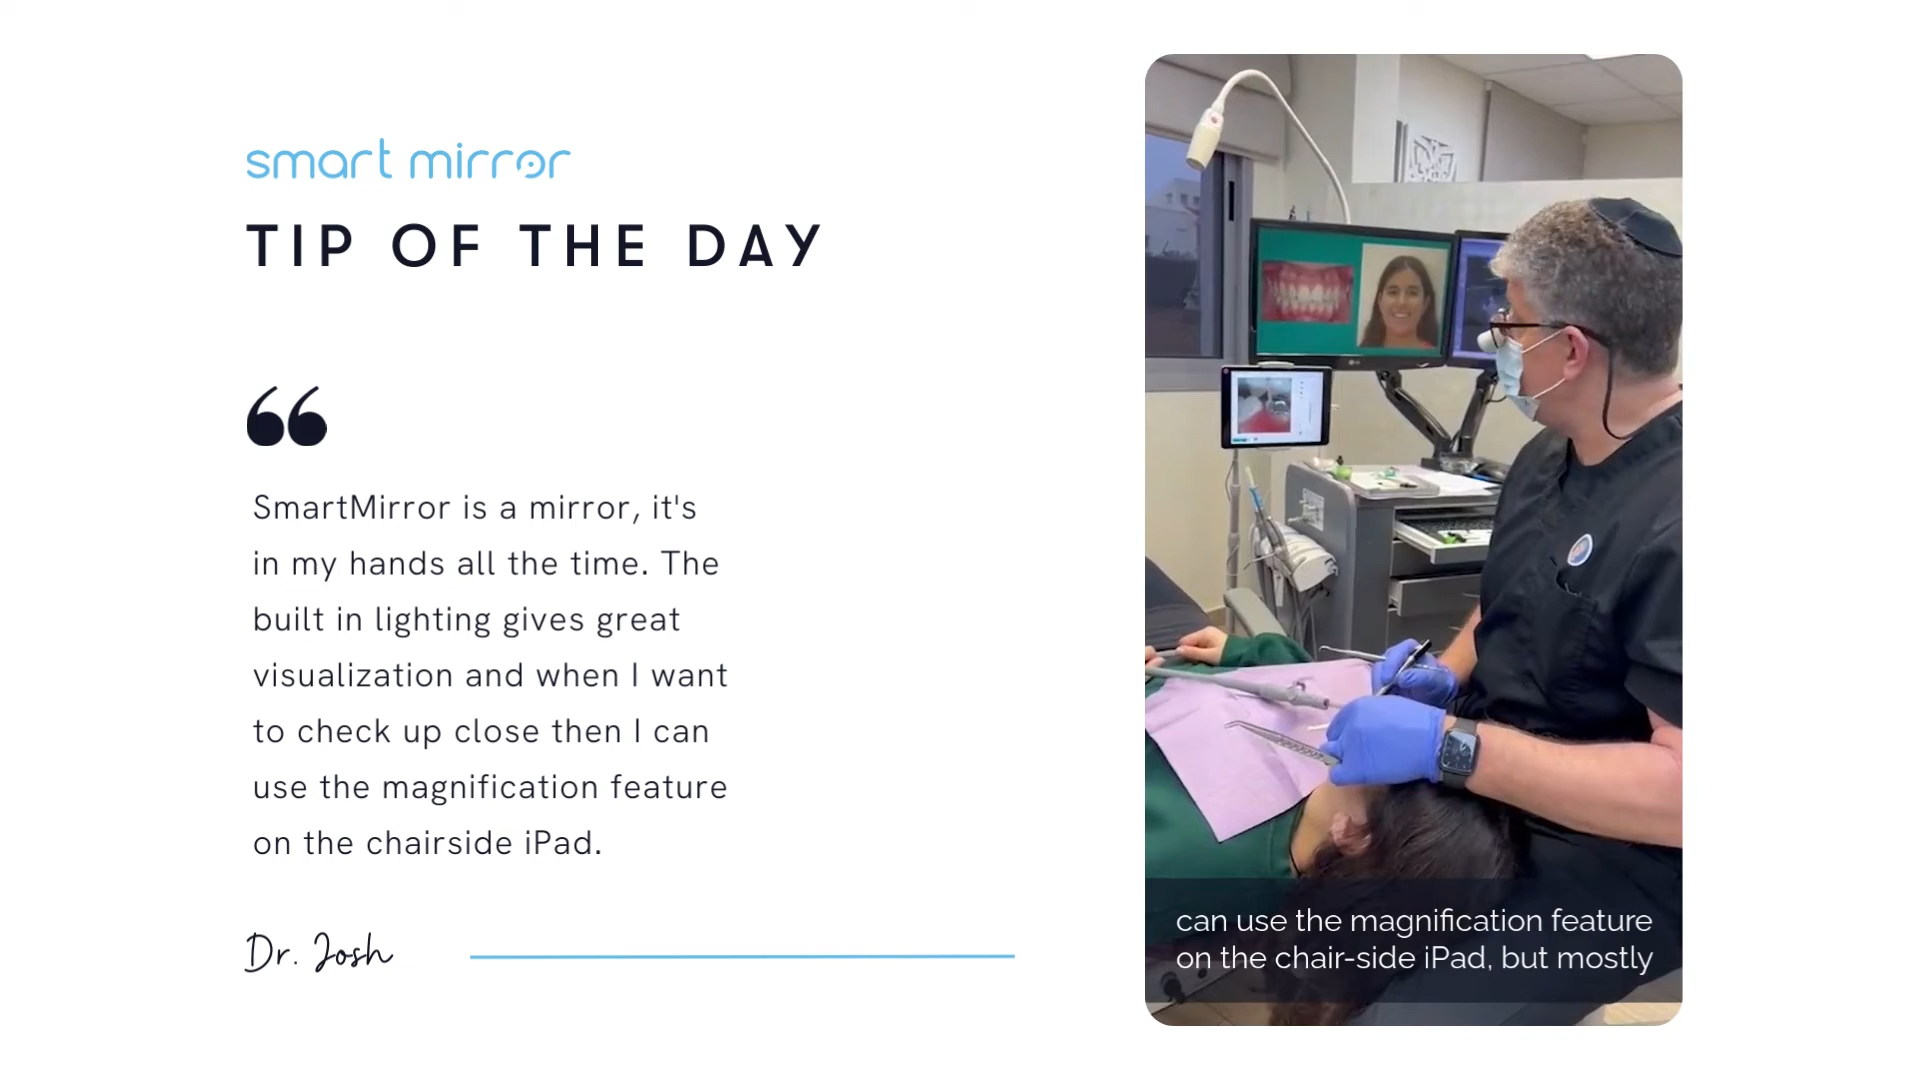 smart mirror
TIP OF THE DAY
“
SmartMirror is a mirror, it's
in my hands all the time. The
built in lighting gives great
visualization and when I want
to check up close then I can
use the magnification feature
on the chairside iPad.
Dr. Josh
can use the magnification feature
on the chair-side iPad, but mostly